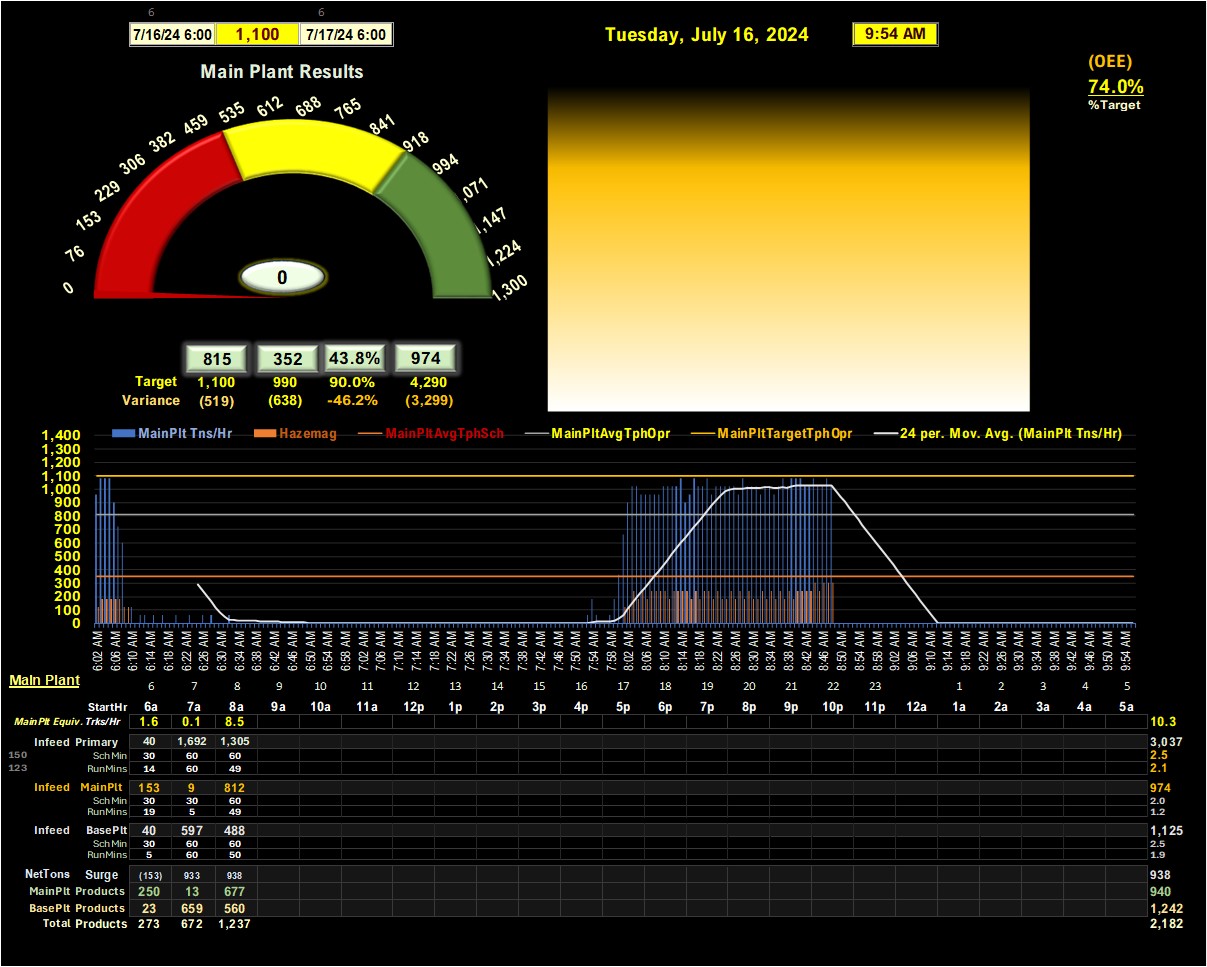 6 6
7/16/24 6:00 1,100 7/17/24 6:00
Tuesday, July 16, 2024 9:54 AM
(OEE)
74.0%
%Target
Main Plant Results
0 76 153 229 306 382 459 535 612 688 765 841 918 994 ,071 ,147 1,224 1,300
0
815 352 43.8% 974
Target 1,100 990 90.0% 4,290
Variance (519) (638) -46.2% (3,299)
MainPlt Tns/Hr Hazemag MainPltAvgTphSch MainPltAvgTphOpr MainPltTargetTphOpr 24 per. Mov. Avg. (MainPlt Tns/Hr)
1,400
1,300
1,200
1,100
1,000
900
800
700
600
500
400
300
200
100
0
6:02 AM 6:06 AM 6:10 AM 6:14 AM 6:18 AM 6:22 AM 6:26 AM 6:30 AM 6:34 AM 6:38 AM 6:42 AM 6:46 AM 6:50 AM 6:54 AM 6:58 AM 7:02 AM 7:06 AM 7:10 AM 7:14 AM 7:18 AM 7:22 AM 7:26 AM 7:30 AM 7:34 AM 7:38 AM 7:42 AM 7:46 AM 7:50 AM 7:54 AM 7:58 AM 8:02 AM 8:06 AM 8:10 AM 8:14 AM 8:18 AM 8:22 AM 8:26 AM 8:30 AM 8:34 AM 8:38 AM 8:42 AM 8:46 AM 8:50 AM 8:54 AM 8:58 AM 9:02 AM 9:06 AM 9:10 AM 9:14 AM 9:18 AM 9:22 AM 9:26 AM 9:30 AM 9:34 AM 9:38 AM 9:42 AM 9:46 AM 9:50 AM 9:54 AM
Main Plant
6 7 8 9 10 11 12 13 14 15 16 17 18 19 20 21 22 23 1 2 3 4 5
StartHr 6a 7a 8a 9a 10a 11a 12p 1p 2p 3p 4p 5p 6p 7p 8p 9p 10p 11p 12a 1a 2a 3a 4a 5a
MainPlt Equiv. Trks/Hr 1.6 0.1 8.5 10.3
Infeed Primary 40 1,692 1,305 3,037
150 Sch Min 30 60 60 2.5
123 RunMins 14 60 49 2.1
Infeed MainPlt 153 9 812 974
Sch Min 30 30 60 2.0
RunMins 19 5 49 1.2
Infeed BasePlt 40 597 488 1,125
Sch Min 30 60 60 2.5
RunMins 5 60 50 1.9
NetTons Surge (153) 933 938 938
MainPlt Products 250 13 677 940
BasePlt Products 23 659 560 1,242
Total Products 273 672 1,237 2,182